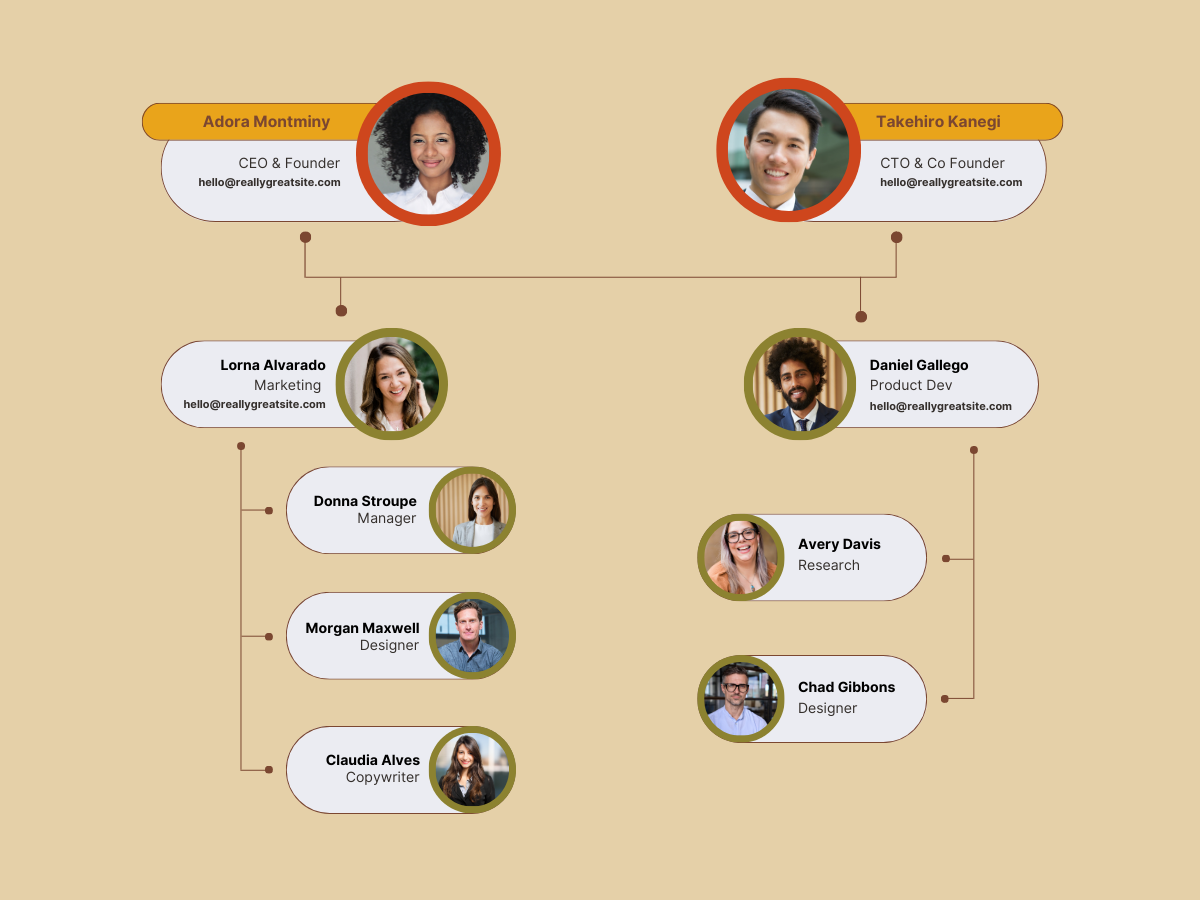 Adora Montminy
CEO & Founder
hello@reallygreatsite.com
Takehiro Kanegi
CTO & Co Founder
hello@reallygreatsite.com
Lorna Alvarado
Marketing
hello@reallygreatsite.com
Daniel Gallego
Product Dev
hello@reallygreatsite.com
Donna Stroupe
Manager
Morgan Maxwell
Designer
Claudia Alves
Copywriter
Avery Davis
Research
Chad Gibbons
Designer